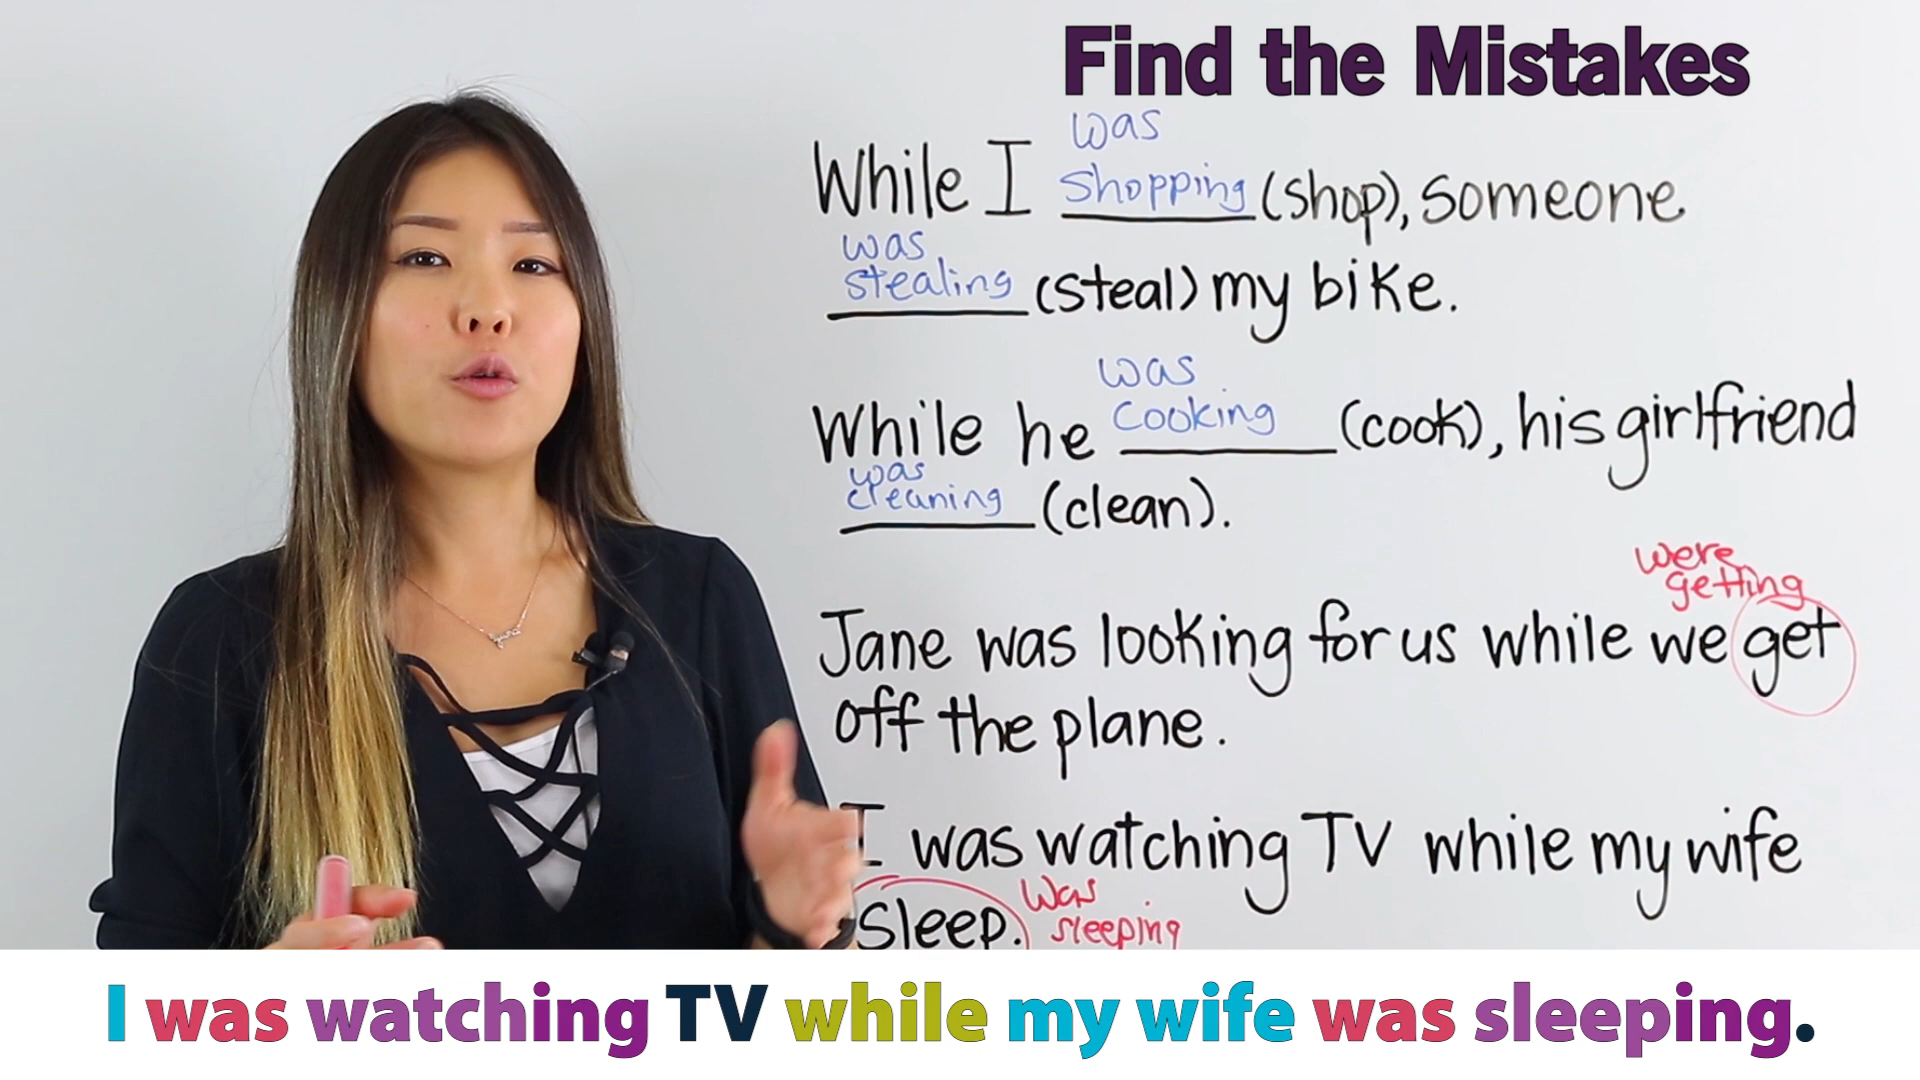 Find the Mistakes
was
While I shopping (shop), someone
was
stealing (steal) my bike.
was
While he cooking (cook), his girlfriend
was
cleaning (clean).
were
getting
Jane was looking for us while we get
off the plane.
I was watching TV while my wife
sleep. was
sleeping
I was watching TV while my wife was sleeping.